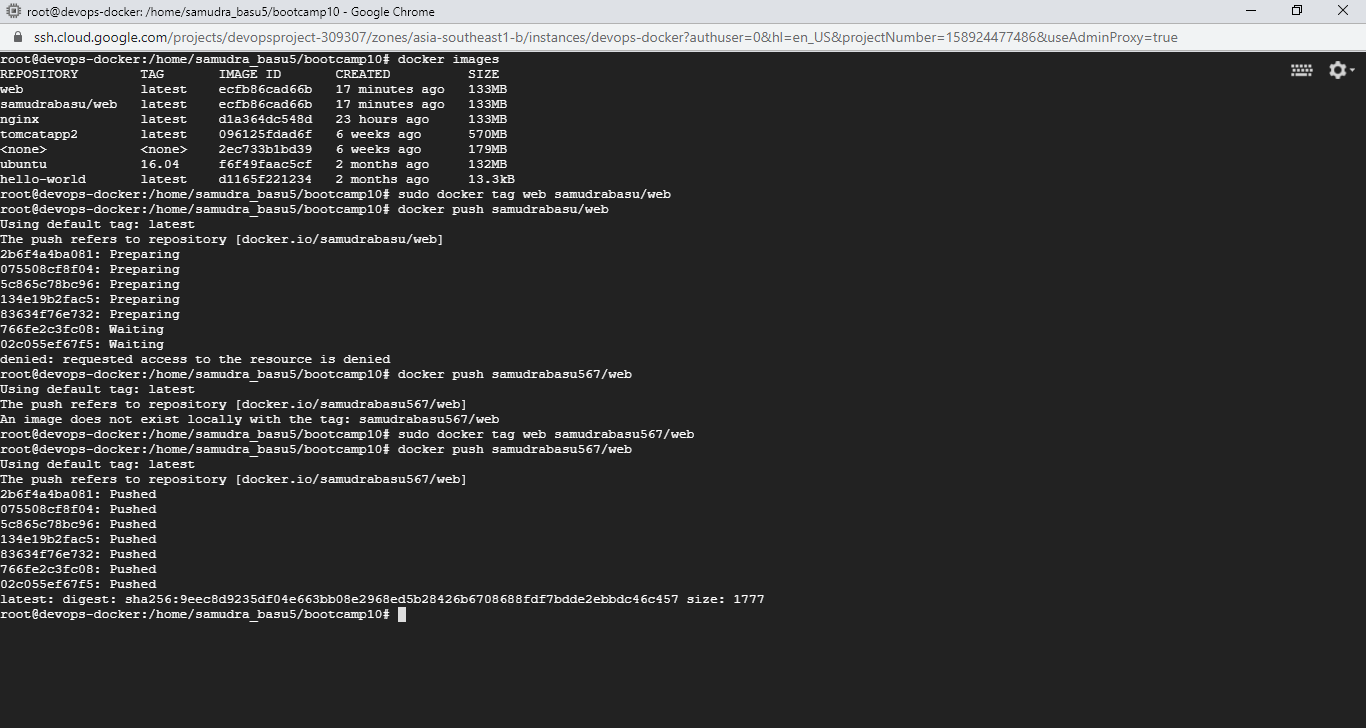 root@devops-docker: /home/samudra_basu5/bootcamp10 - Google Chrome
ssh.cloud.google.com/projects/devopsproject-309307/zones/asia-southeast1-b/instances/devops-docker?authuser=0&hl=en_US&projectNumber=158924477486&useAdminProxy=true
root@devops-docker:/home/samudra_basu5/bootcamp10# docker images
REPOSITORY        TAG       IMAGE ID       CREATED          SIZE
web               latest    ecfb86cad66b   17 minutes ago   133MB
samudrabasu/web   latest    ecfb86cad66b   17 minutes ago   133MB
nginx             latest    d1a364dc548d   23 hours ago     133MB
tomcatapp2        latest    096125fdad6f   6 weeks ago      570MB
<none>            <none>    2ec733b1bd39   6 weeks ago      179MB
ubuntu            16.04     f6f49faac5cf   2 months ago     132MB
hello-world       latest    d1165f221234   2 months ago     13.3kB
root@devops-docker:/home/samudra_basu5/bootcamp10# sudo docker tag web samudrabasu/web
root@devops-docker:/home/samudra_basu5/bootcamp10# docker push samudrabasu/web
Using default tag: latest
The push refers to repository [docker.io/samudrabasu/web]
2b6f4a4ba081: Preparing
075508cf8f04: Preparing
5c865c78bc96: Preparing
134e19b2fac5: Preparing
83634f76e732: Preparing
766fe2c3fc08: Waiting
02c055ef67f5: Waiting
denied: requested access to the resource is denied
root@devops-docker:/home/samudra_basu5/bootcamp10# docker push samudrabasu567/web
Using default tag: latest
The push refers to repository [docker.io/samudrabasu567/web]
An image does not exist locally with the tag: samudrabasu567/web
root@devops-docker:/home/samudra_basu5/bootcamp10# sudo docker tag web samudrabasu567/web
root@devops-docker:/home/samudra_basu5/bootcamp10# docker push samudrabasu567/web
Using default tag: latest
The push refers to repository [docker.io/samudrabasu567/web]
2b6f4a4ba081: Pushed
075508cf8f04: Pushed
5c865c78bc96: Pushed
134e19b2fac5: Pushed
83634f76e732: Pushed
766fe2c3fc08: Pushed
02c055ef67f5: Pushed
latest: digest: sha256:9eec8d9235df04e663bb08e2968ed5b28426b6708688fdf7bdde2ebbdc46c457 size: 1777
root@devops-docker:/home/samudra_basu5/bootcamp10#